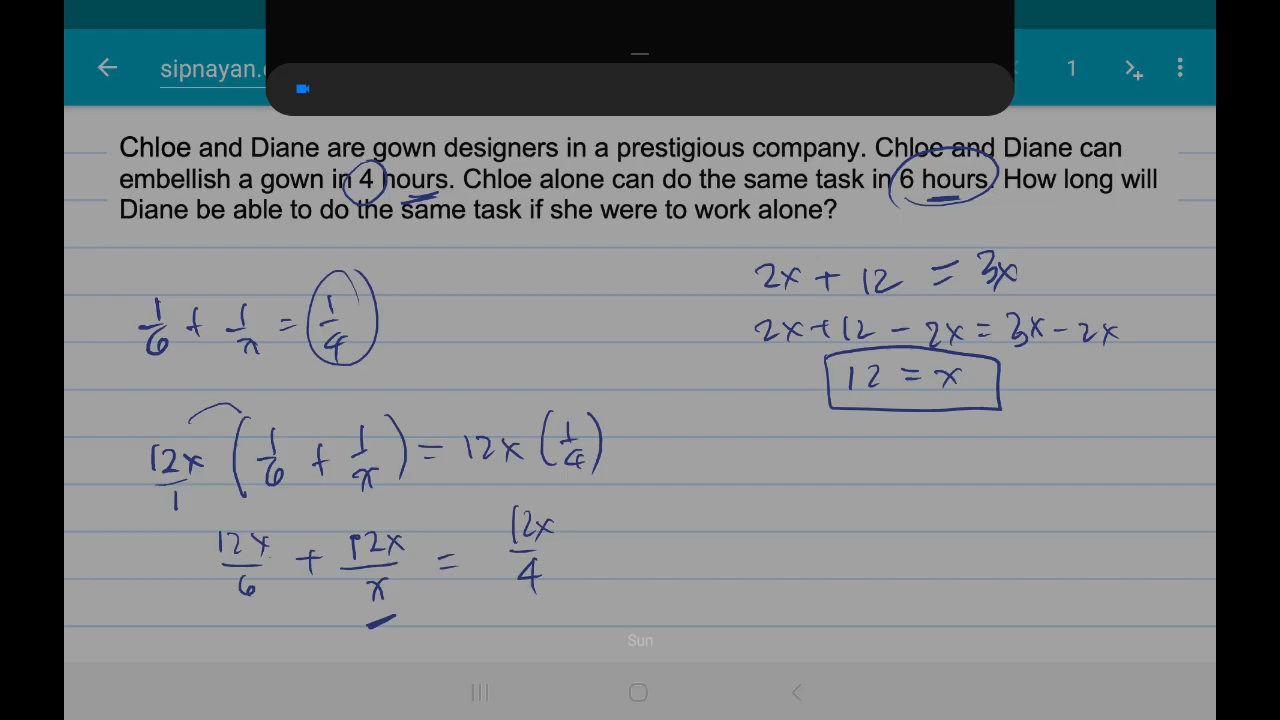 sipnayan.
1
Chloe and Diane are gown designers in a prestigious company. Chloe and Diane can
embellish a gown in 4 hours. Chloe alone can do the same task in 6 hours. How long will
Diane be able to do the same task if she were to work alone?
1/6 + 1/x = 1/4
12x/1 (1/6 + 1/x) = 12x (1/4)
12x/6 + 12x/x = 12x/4
2x + 12 = 3x
2x + 12 - 2x = 3x - 2x
12 = x
Sun